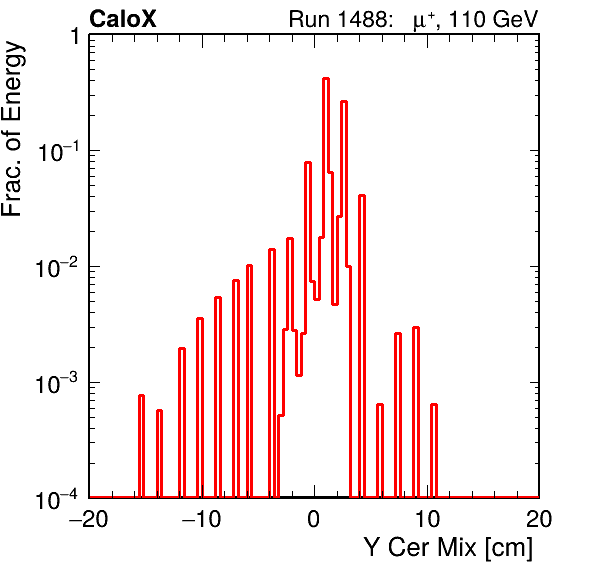 CaloX Run 1488: μ⁺, 110 GeV
Frac. of Energy
1
10⁻¹
10⁻²
10⁻³
10⁻⁴
−20 −10 0 10 20
Y Cer Mix [cm]